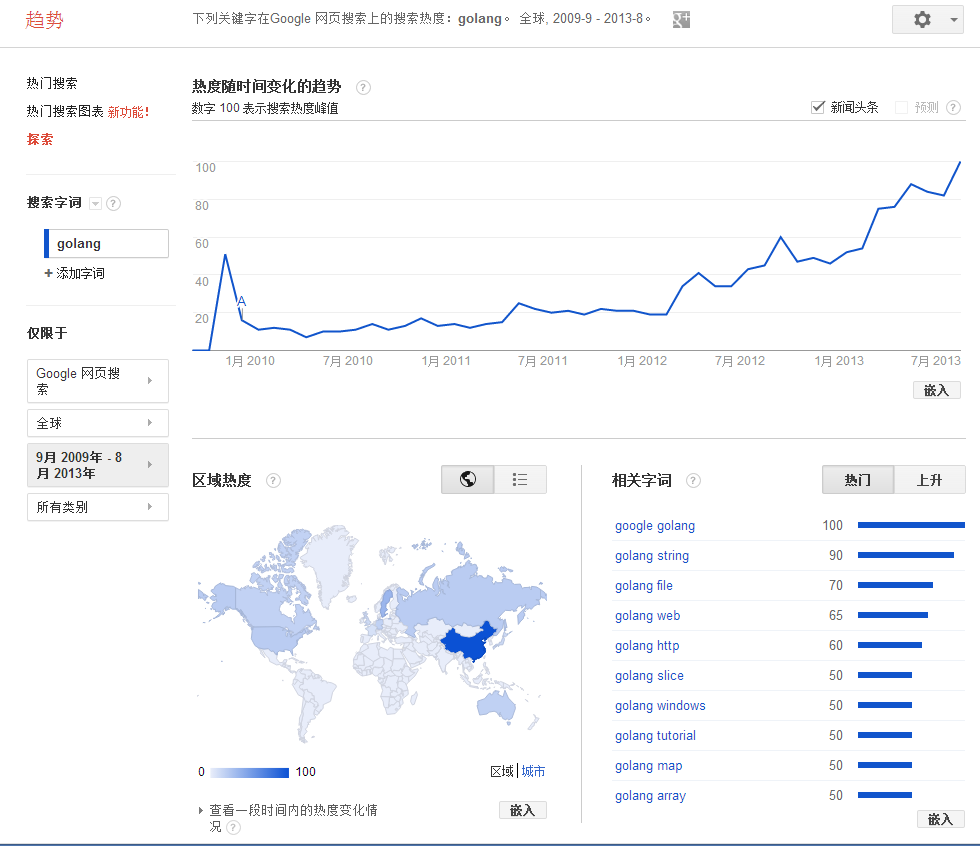 趋势
下列关键字在Google 网页搜索上的搜索热度：golang。 全球, 2009-9 - 2013-8。
热门搜索
热门搜索图表 新功能！
探索
搜索字词 ?
golang
+ 添加字词
仅限于
Google 网页搜
索
全球
9月 2009年 - 8
月 2013年
所有类别
热度随时间变化的趋势 ?
数字 100 表示搜索热度峰值
新闻头条 预测 ?
100
80
60
40
20
A
1月 2010 7月 2010 1月 2011 7月 2011 1月 2012 7月 2012 1月 2013 7月 2013
嵌入
区域热度 ?
0 100
区域 | 城市
查看一段时间内的热度变化情
况 ?
嵌入
相关字词 ? 热门 上升
google golang 100
golang string 90
golang file 70
golang web 65
golang http 60
golang slice 50
golang windows 50
golang tutorial 50
golang map 50
golang array 50
嵌入